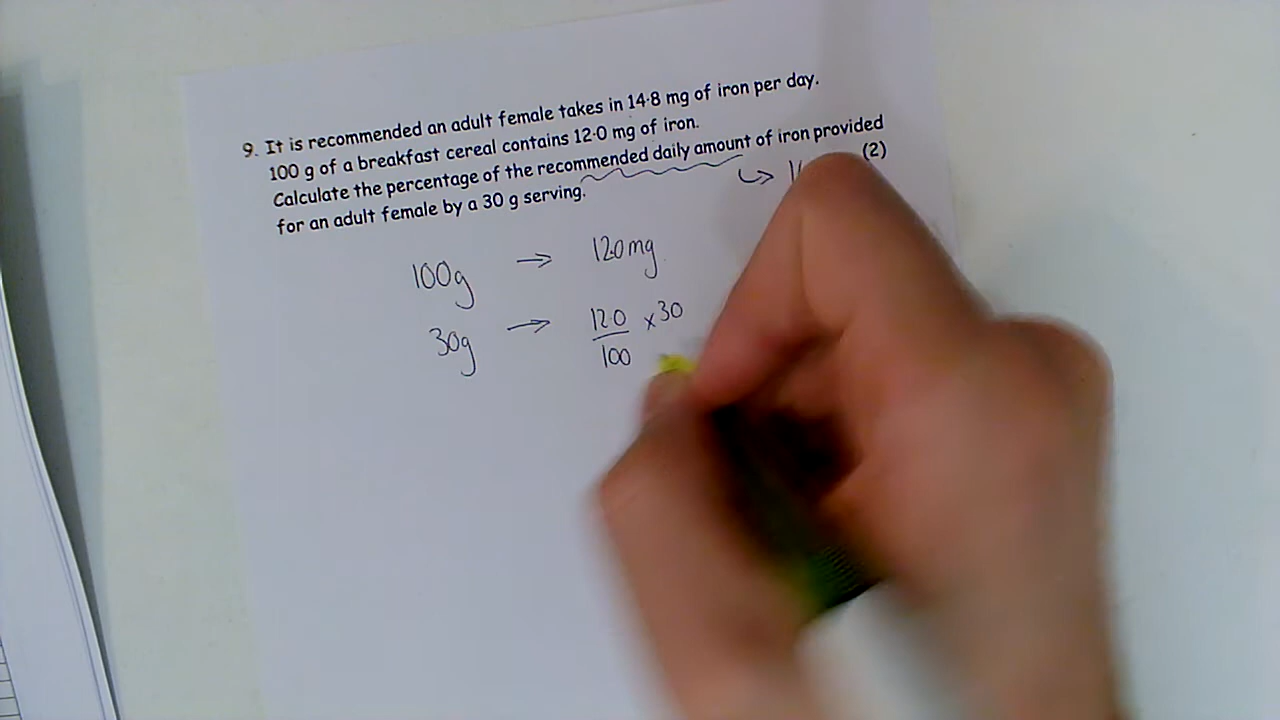 9. It is recommended an adult female takes in 14·8 mg of iron per day.
100 g of a breakfast cereal contains 12·0 mg of iron.
Calculate the percentage of the recommended daily amount of iron provided
for an adult female by a 30 g serving.
(2)
100g → 12.0mg
30g → 12.0/100 x 30